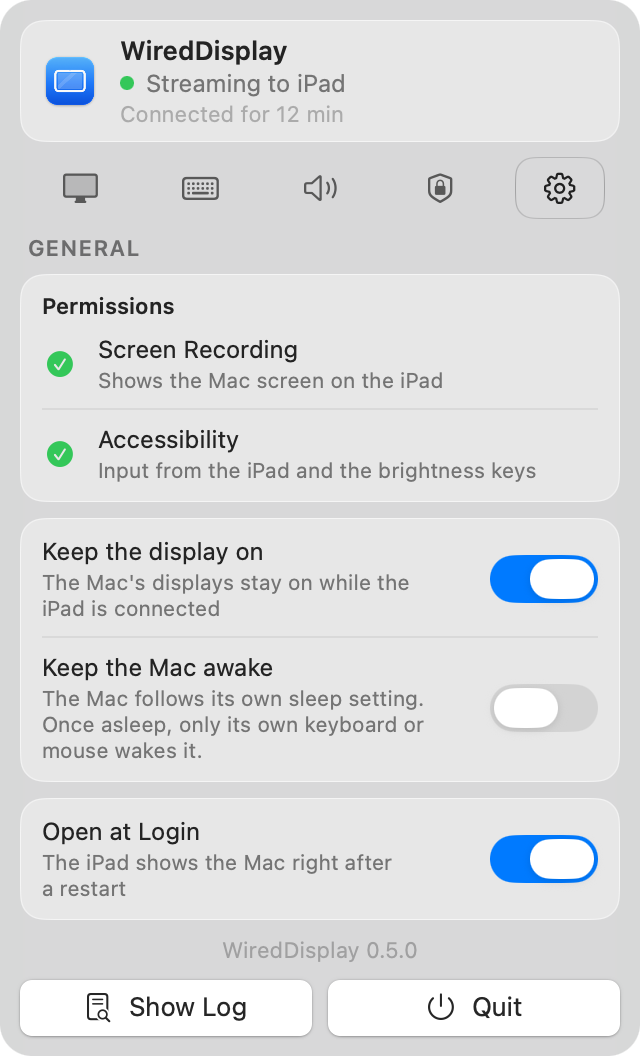 WiredDisplay
Streaming to iPad
Connected for 12 min
GENERAL
Permissions
Screen Recording
Shows the Mac screen on the iPad
Accessibility
Input from the iPad and the brightness keys
Keep the display on
The Mac's displays stay on while the
iPad is connected
Keep the Mac awake
The Mac follows its own sleep setting.
Once asleep, only its own keyboard or
mouse wakes it.
Open at Login
The iPad shows the Mac right after
a restart
WiredDisplay 0.5.0
Show Log
Quit